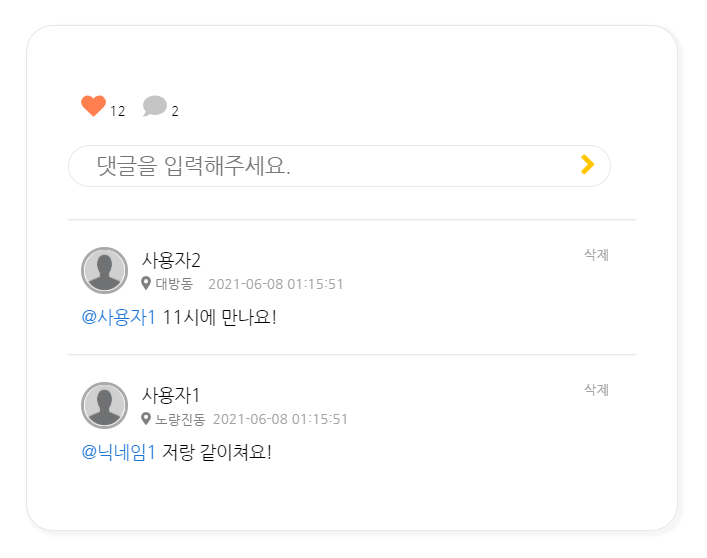 12 2
댓글을 입력해주세요.
사용자2 삭제
대방동 2021-06-08 01:15:51
@사용자1 11시에 만나요!
사용자1 삭제
노량진동 2021-06-08 01:15:51
@닉네임1 저랑 같이쳐요!